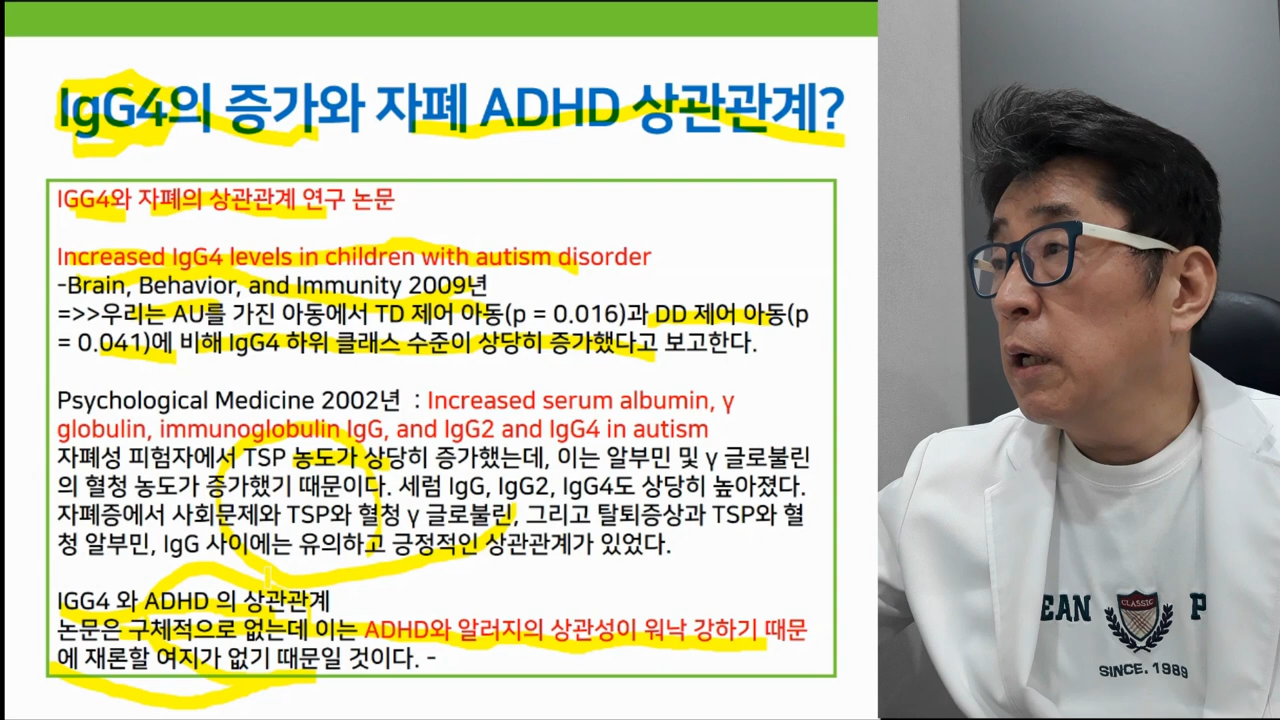 IgG4의 증가와 자폐 ADHD 상관관계?
IGG4와 자폐의 상관관계 연구 논문
Increased IgG4 levels in children with autism disorder
-Brain, Behavior, and Immunity 2009년
=>>우리는 AU를 가진 아동에서 TD 제어 아동(p = 0.016)과 DD 제어 아동(p
= 0.041)에 비해 IgG4 하위 클래스 수준이 상당히 증가했다고 보고한다.
Psychological Medicine 2002년 : Increased serum albumin, γ
globulin, immunoglobulin IgG, and IgG2 and IgG4 in autism
자폐성 피험자에서 TSP 농도가 상당히 증가했는데, 이는 알부민 및 γ 글로불린
의 혈청 농도가 증가했기 때문이다. 세럼 IgG, IgG2, IgG4도 상당히 높아졌다.
자폐증에서 사회문제와 TSP와 혈청 γ 글로불린, 그리고 탈퇴증상과 TSP와 혈
청 알부민, IgG 사이에는 유의하고 긍정적인 상관관계가 있었다.
IGG4 와 ADHD 의 상관관계
논문은 구체적으로 없는데 이는 ADHD와 알러지의 상관성이 워낙 강하기 때문
에 재론할 여지가 없기 때문일 것이다. -
EAN P
CLASSIC
SINCE. 1989